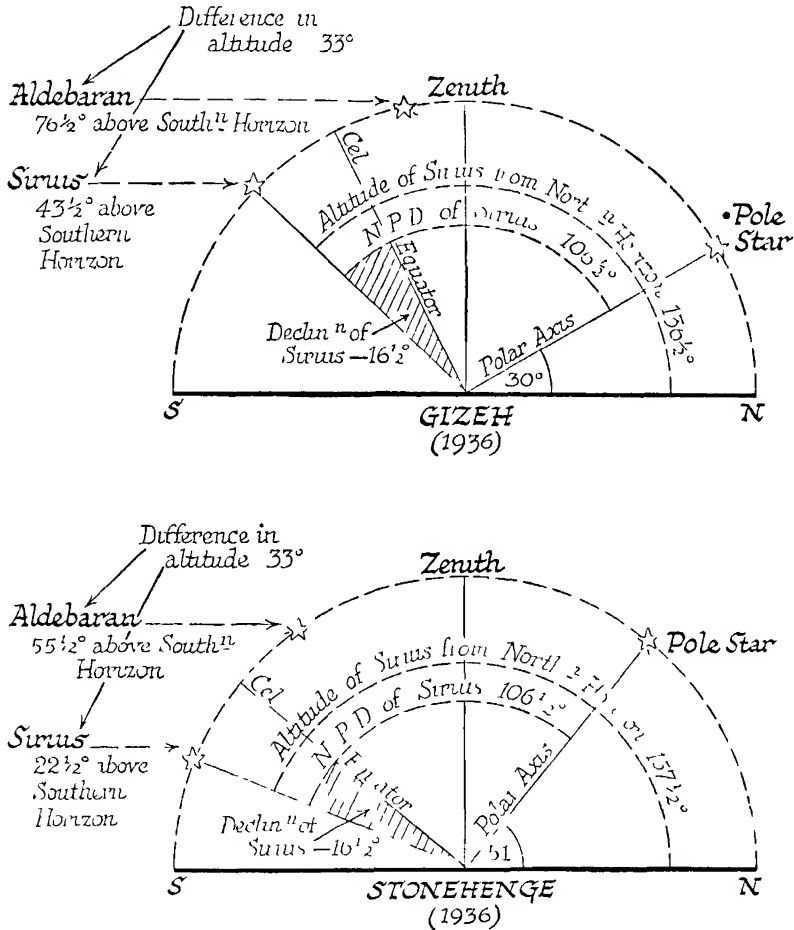 Difference in
altitude 33°
Aldebaran
76½° above Southⁿ Horizon
Zenith
Sirius
43½° above
Southern
Horizon
Cel
Equator
Altitude of Sirius from Northⁿ Horizon 136½°
N P D of Sirius 106½°
Pole
Star
Declinⁿ of
Sirius —16½°
Polar Axis
30°
S
N
GIZEH
(1936)
Difference in
altitude 33°
Zenith
Aldebaran
55½° above Southⁿ
Horizon
Pole Star
Cel
Equator
Altitude of Sirius from Northⁿ 157½°
N P D of Sirius 106½°
Sirius
22½° above
Southern
Horizon
Declinⁿ of
Sirius —16½°
Polar Axis
51
S
N
STONEHENGE
(1936)